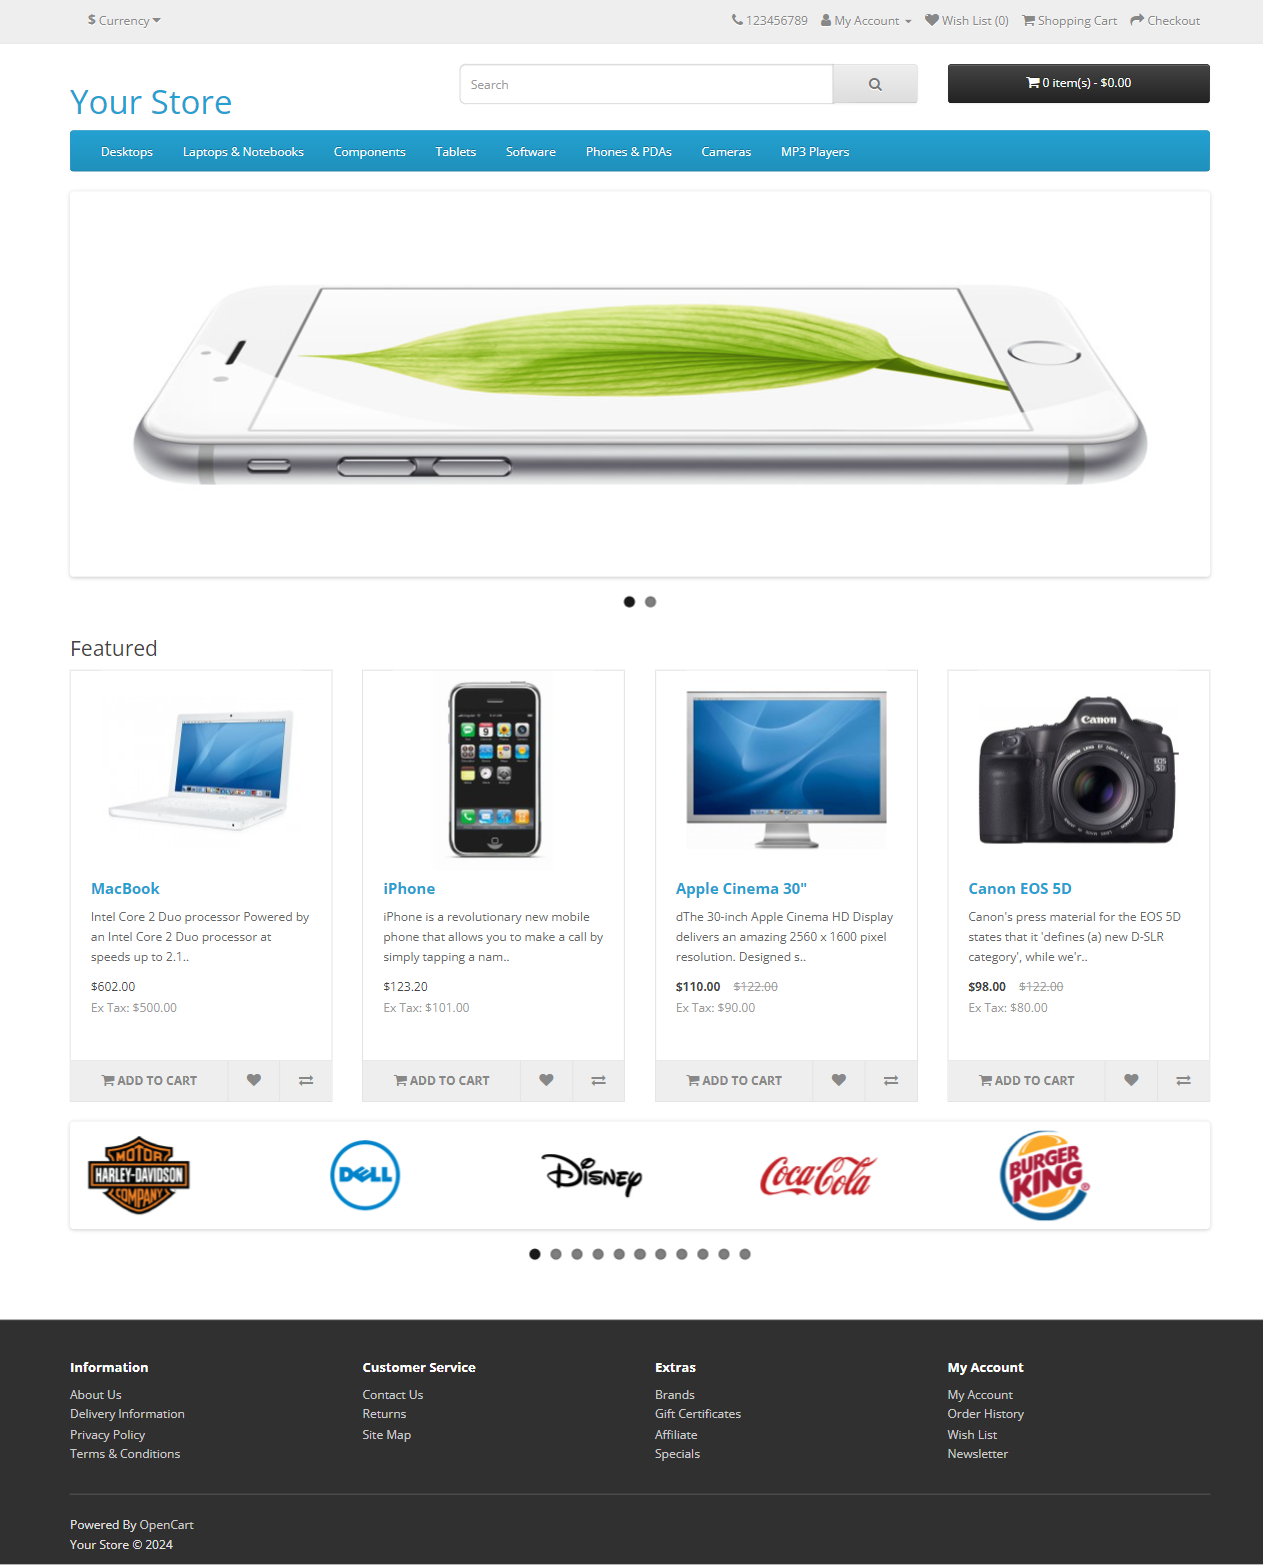 $ Currency
123456789 My Account Wish List (0) Shopping Cart Checkout
Your Store
Search
0 item(s) - $0.00
Desktops Laptops & Notebooks Components Tablets Software Phones & PDAs Cameras MP3 Players
Featured
Canon
EOS 5D
MacBook
Intel Core 2 Duo processor Powered by
an Intel Core 2 Duo processor at
speeds up to 2.1..
$602.00
Ex Tax: $500.00
ADD TO CART
iPhone
iPhone is a revolutionary new mobile
phone that allows you to make a call by
simply tapping a nam..
$123.20
Ex Tax: $101.00
ADD TO CART
Apple Cinema 30"
dThe 30-inch Apple Cinema HD Display
delivers an amazing 2560 x 1600 pixel
resolution. Designed s..
$110.00 $122.00
Ex Tax: $90.00
ADD TO CART
Canon EOS 5D
Canon's press material for the EOS 5D
states that it 'defines (a) new D-SLR
category', while we'r..
$98.00 $122.00
Ex Tax: $80.00
ADD TO CART
MOTOR
HARLEY-DAVIDSON
COMPANY
DELL
Disney
Coca-Cola
BURGER
KING
Information
About Us
Delivery Information
Privacy Policy
Terms & Conditions
Customer Service
Contact Us
Returns
Site Map
Extras
Brands
Gift Certificates
Affiliate
Specials
My Account
My Account
Order History
Wish List
Newsletter
Powered By OpenCart
Your Store © 2024